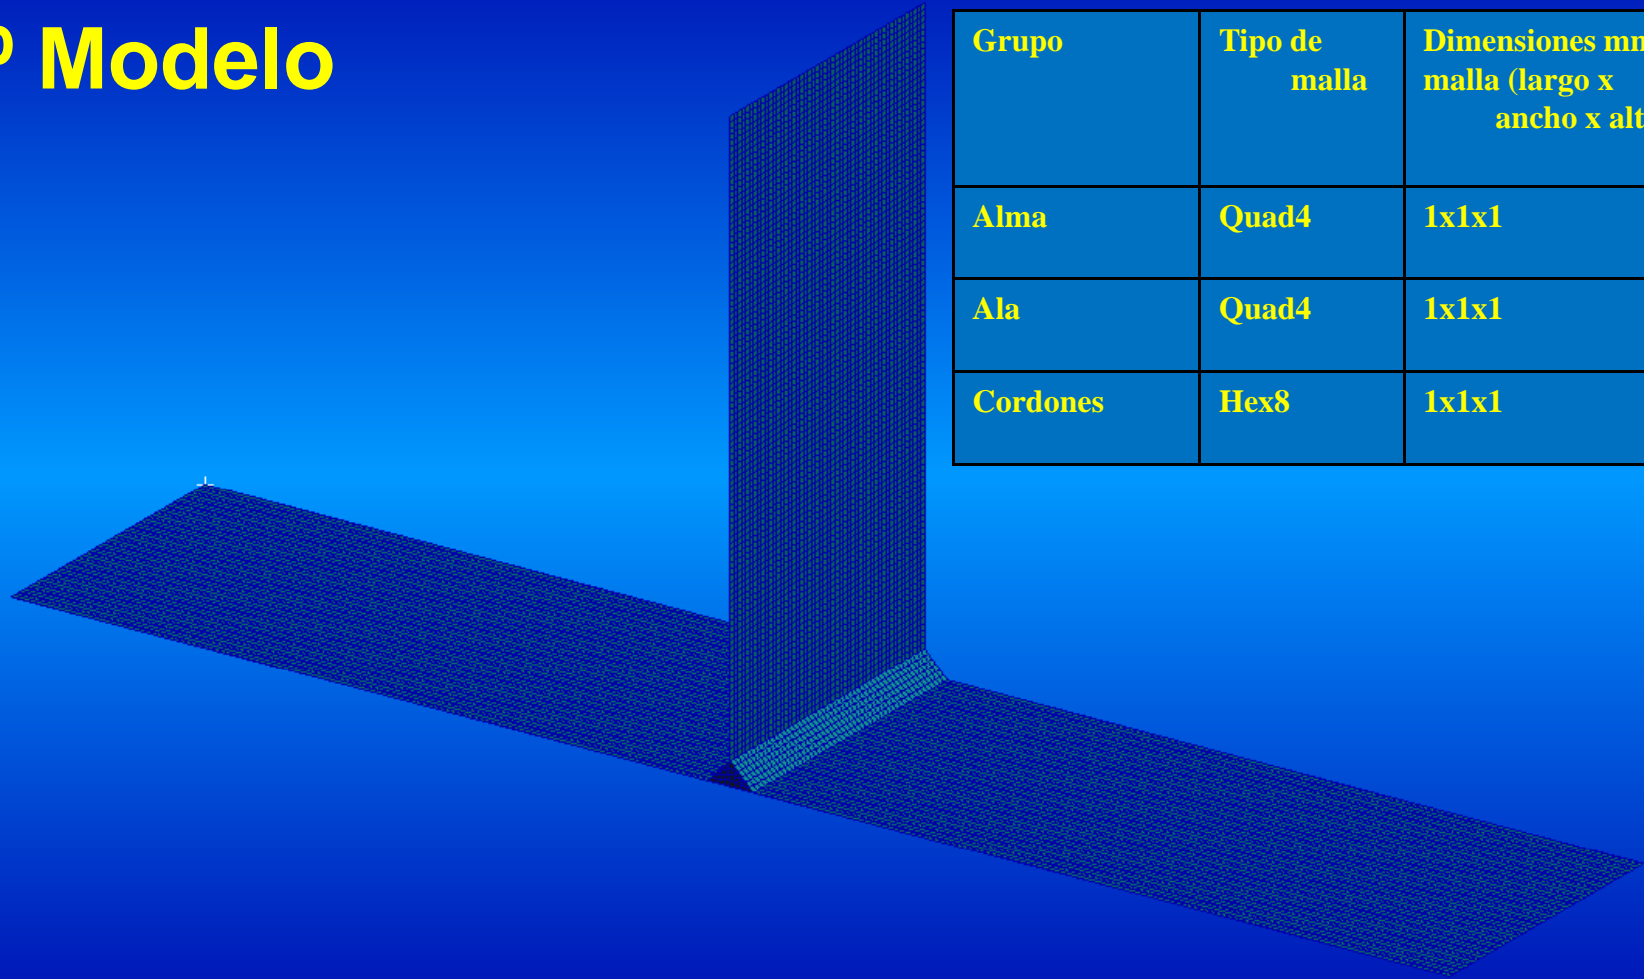 º Modelo
Grupo
Tipo de
malla
Dimensiones
malla (largo x
ancho x
Alma
Quad4
1x1x1
Ala
Quad4
1x1x1
Cordones
Hex8
1x1x1